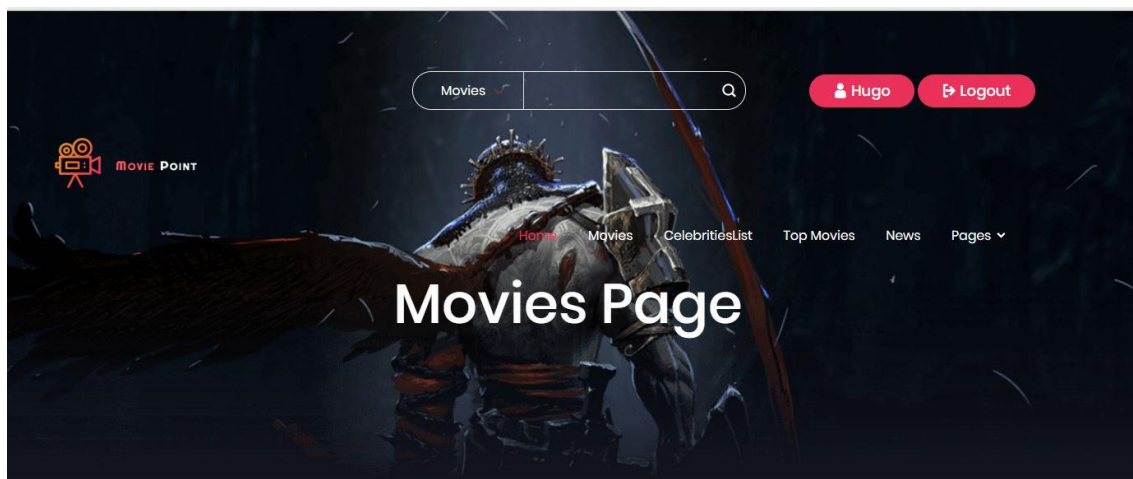 Movies
Hugo
Logout
MOVIE POINT
Home Movies CelebritiesList Top Movies News Pages
Movies Page